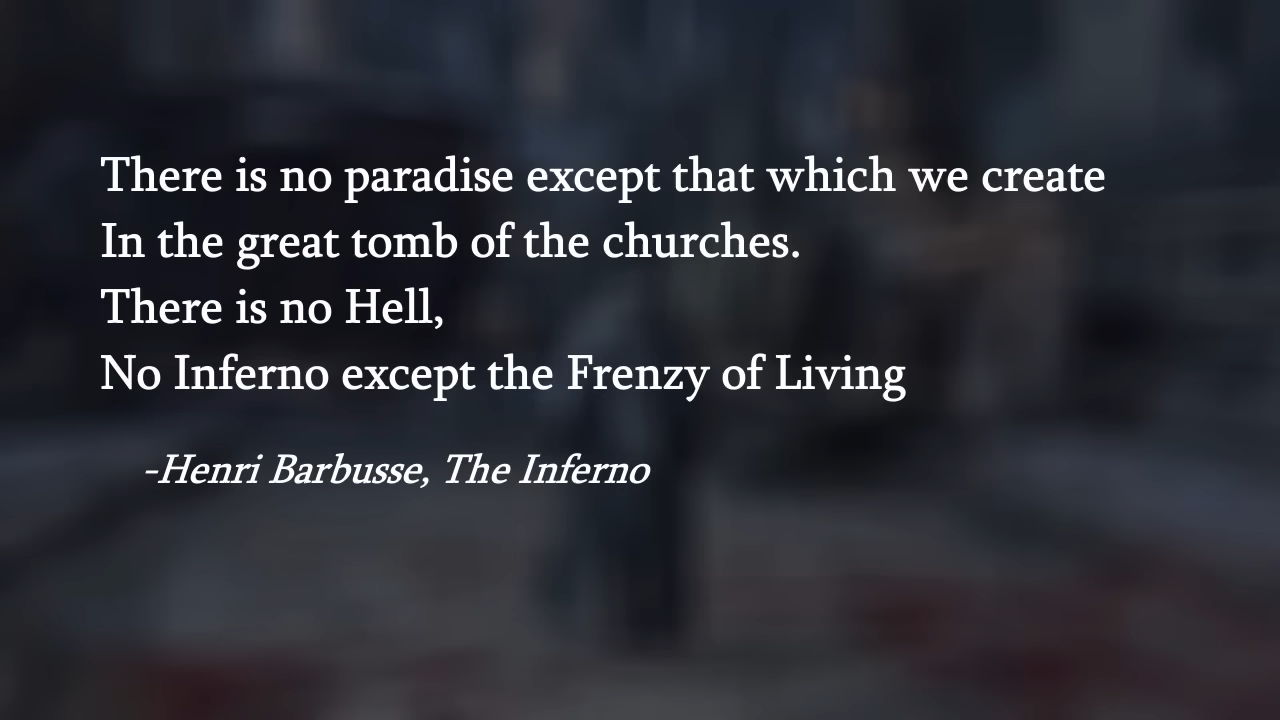 There is no paradise except that which we create
In the great tomb of the churches.
There is no Hell,
No Inferno except the Frenzy of Living
-Henri Barbusse, The Inferno